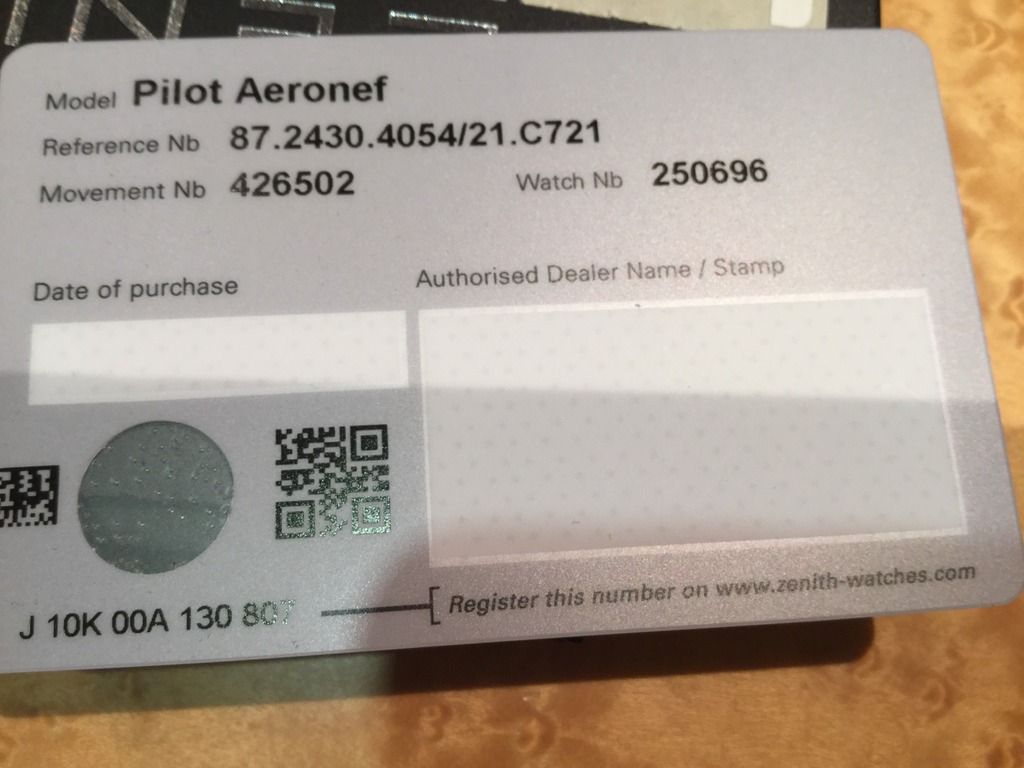 Model Pilot Aeronef
Reference Nb 87.2430.4054/21.C721
Movement Nb 426502 Watch Nb 250696
Date of purchase Authorised Dealer Name / Stamp
J 10K 00A 130 807 Register this number on www.zenith-watches.com